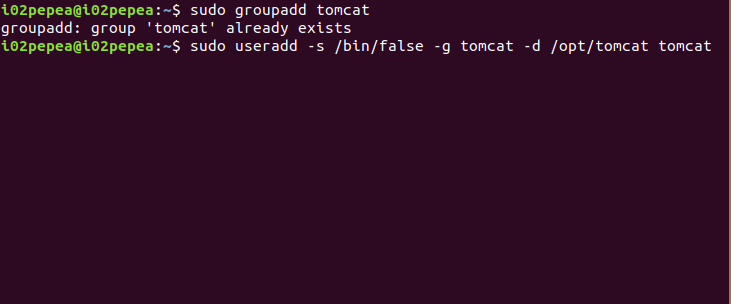 i02pepea@i02pepea:~$ sudo groupadd tomcat
groupadd: group 'tomcat' already exists
i02pepea@i02pepea:~$ sudo useradd -s /bin/false -g tomcat -d /opt/tomcat tomcat